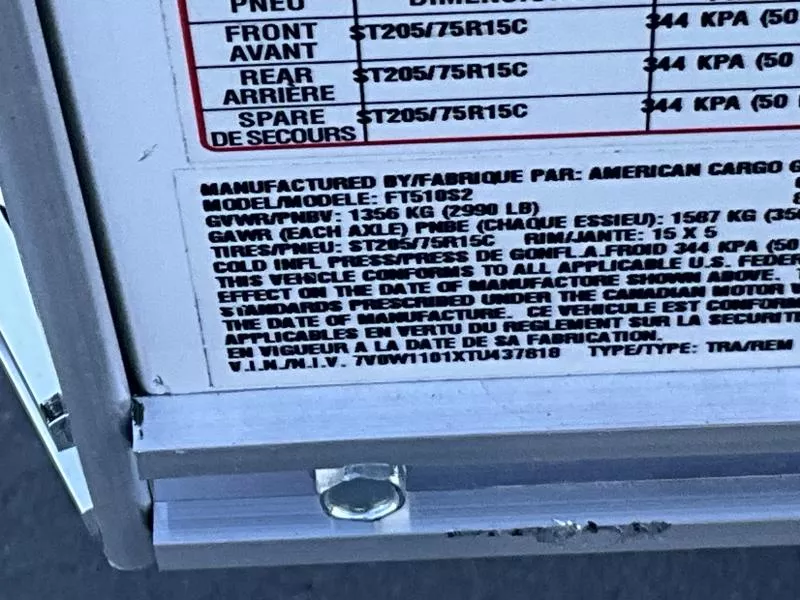 PNEU DIMENSION
FRONT AVANT ST205/75R15C 344 KPA (50
REAR ARRIÈRE ST205/75R15C 344 KPA (50
SPARE DE SECOURS ST205/75R15C 344 KPA (50
MANUFACTURED BY/FABRIQUE PAR: AMERICAN CARGO G
MODEL/MODELE: FT510S2
GVWR/PNBV: 1356 KG (2990 LB)
GAWR (EACH AXLE) PNBE (CHAQUE ESSIEU): 1587 KG (350
TIRES/PNEU: ST205/75R15C RIM/JANTE: 15 X 5
COLD INFL PRESS/PRESS DE GONFL A FROID 344 KPA (50
THIS VEHICLE CONFORMS TO ALL APPLICABLE U.S. FEDER
EFFECT ON THE DATE OF MANUFACTURE SHOWN ABOVE. T
STANDARDS PRESCRIBED UNDER THE CANADIAN MOTOR V
THE DATE OF MANUFACTURE. CE VEHICULE EST CONFORM
APPLICABLES EN VERTU DU REGLEMENT SUR LA SECURIT
EN VIGUEUR A LA DATE DE SA FABRICATION.
V.I.N./N.I.V. 7V0W1101XTU437818 TYPE/TYPE: TRA/REM